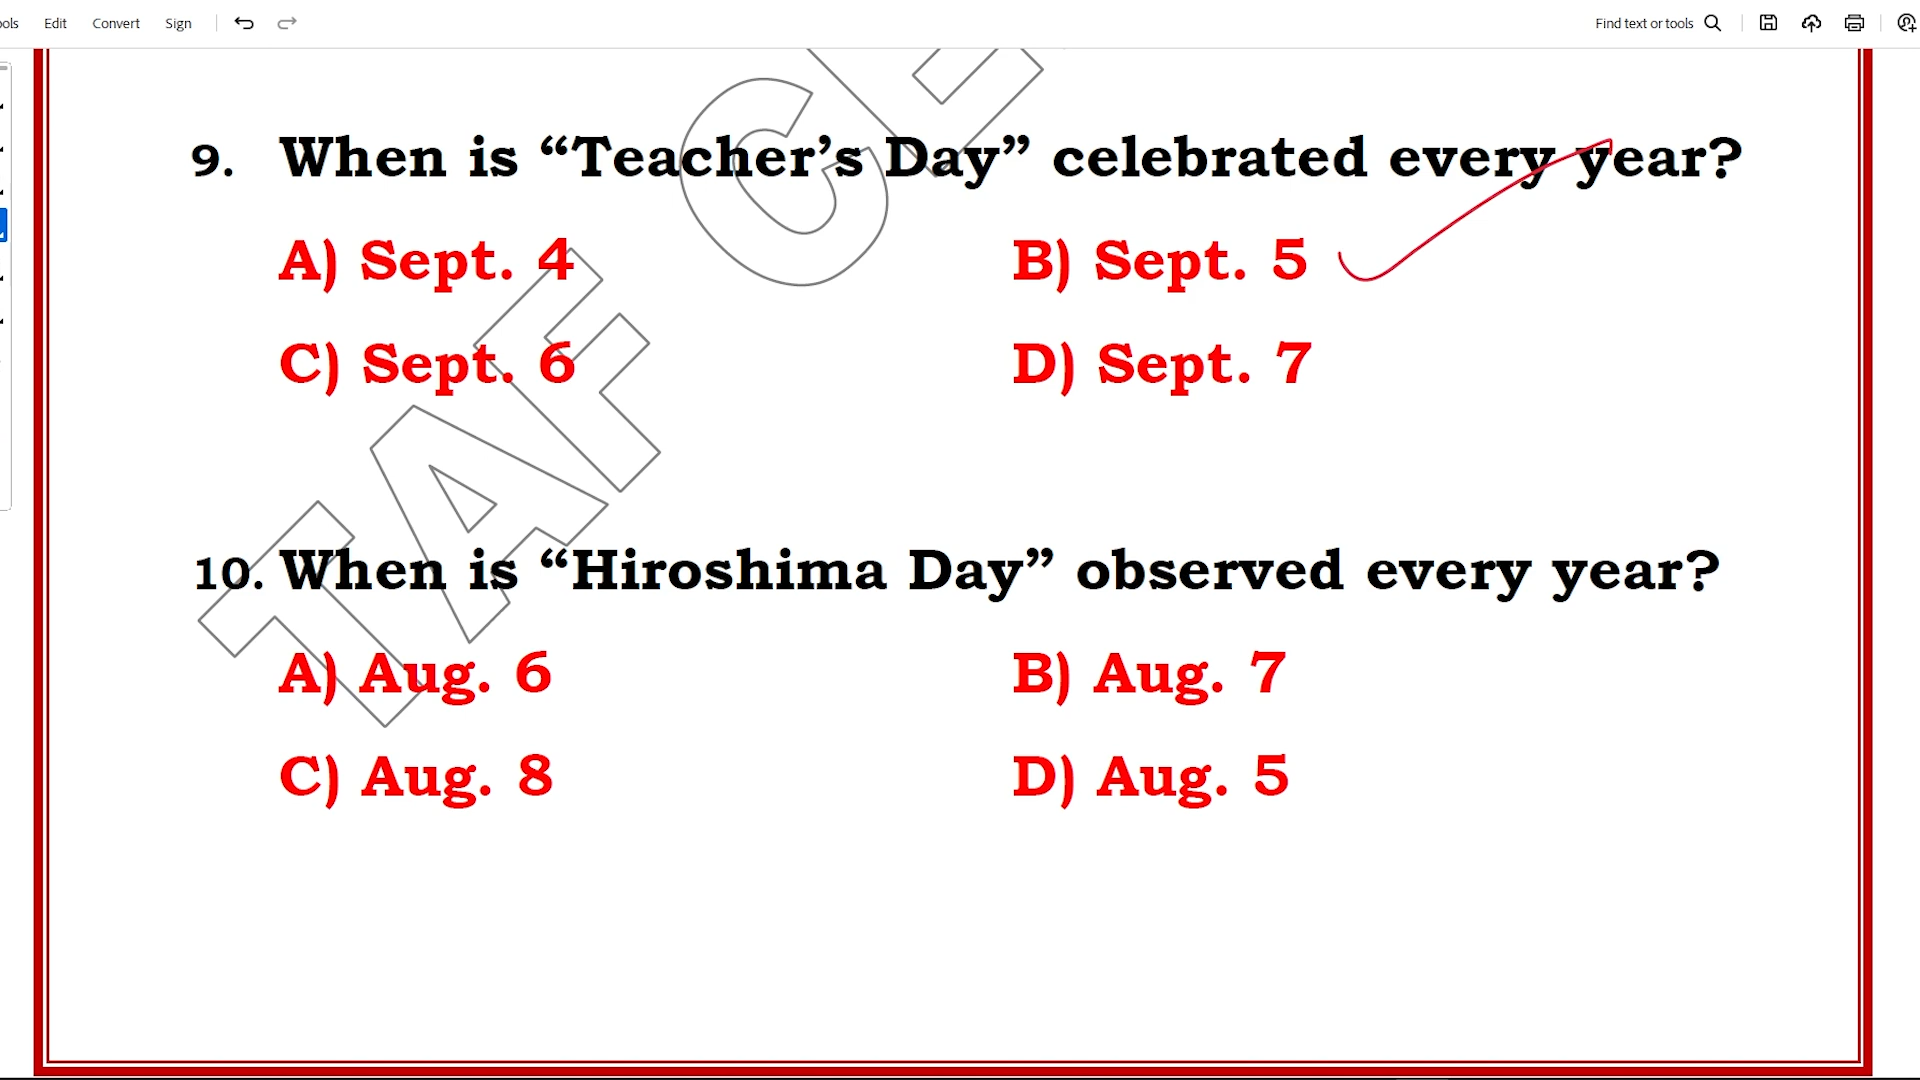 ols Edit Convert Sign Find text or tools
9. When is “Teacher’s Day” celebrated every year?
A) Sept. 4 B) Sept. 5
C) Sept. 6 D) Sept. 7
10. When is “Hiroshima Day” observed every year?
A) Aug. 6 B) Aug. 7
C) Aug. 8 D) Aug. 5
TAF